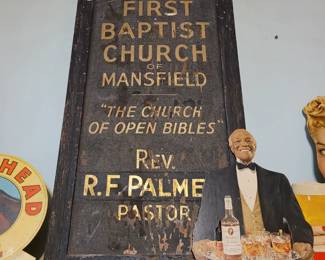 FIRST
BAPTIST
CHURCH
OF
MANSFIELD
"THE CHURCH
OF OPEN BIBLES"
REV.
R.F. PALME
PASTOR
HEAD